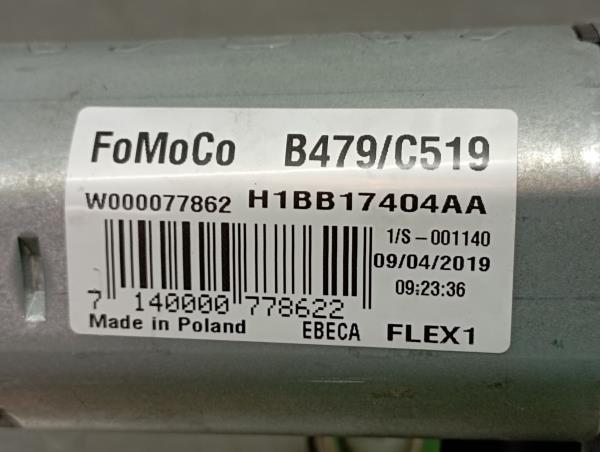 FoMoCo B479/C519
W000077862 H1BB17404AA
1/S-001140
09/04/2019
09:23:36
7 140000 778622
Made in Poland EBECA FLEX1